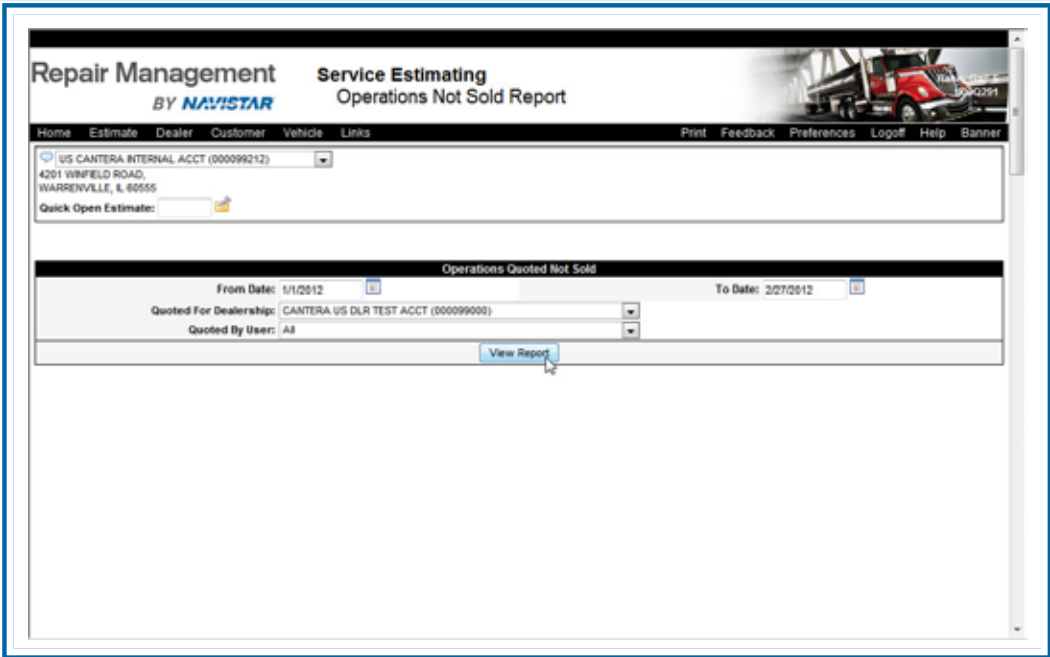 Repair Management
BY NAVISTAR
Service Estimating
Operations Not Sold Report
Home Estimate Dealer Customer Vehicle Links Print Feedback Preferences Logoff Help Banner
US CANTERA INTERNAL ACCT (000099212)
4201 WINFIELD ROAD,
WARRENVILLE, IL 60555
Quick Open Estimate:
Operations Quoted Not Sold
From Date: 1/1/2012 To Date: 2/27/2012
Quoted For Dealership: CANTERA US DLR TEST ACCT (000099000)
Quoted By User: All
View Report